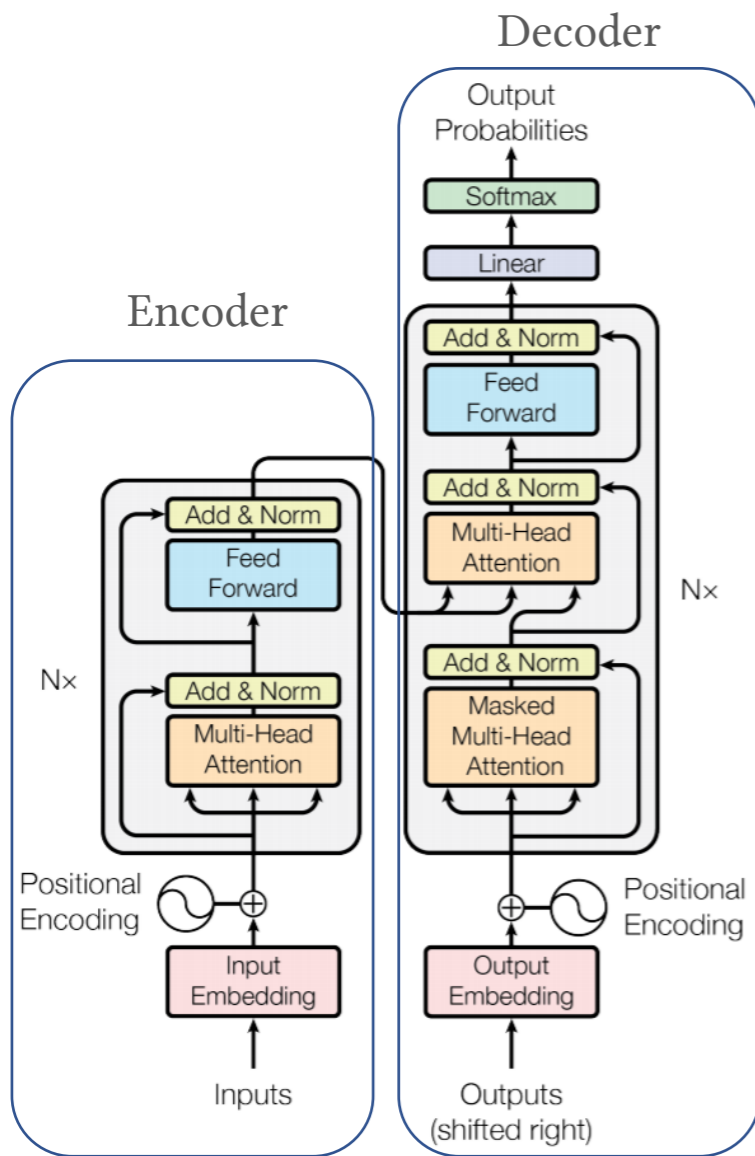 Decoder
Output
Probabilities
Softmax
Linear
Add & Norm
Feed
Forward
Add & Norm
Multi-Head
Attention
N×
Add & Norm
Masked
Multi-Head
Attention
Positional
Encoding
Output
Embedding
Outputs
(shifted right)
Encoder
Add & Norm
Feed
Forward
N×
Add & Norm
Multi-Head
Attention
Positional
Encoding
Input
Embedding
Inputs